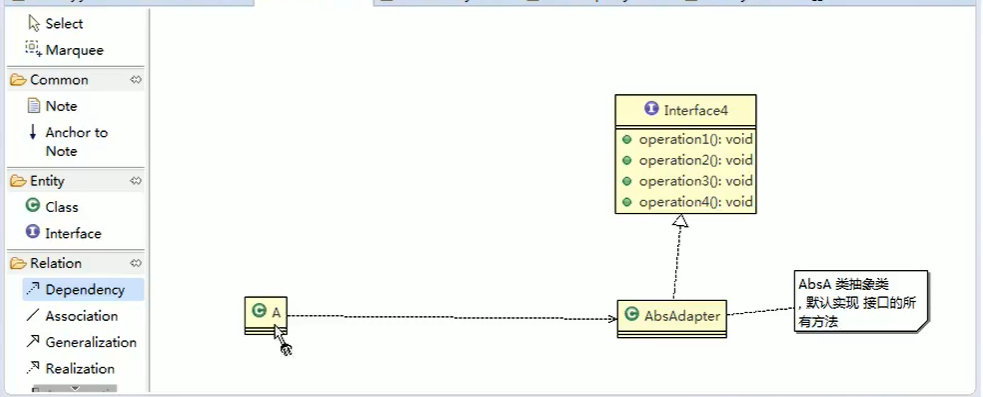 Select
Marquee
Common
Note
Anchor to
Note
Entity
Class
Interface
Relation
Dependency
Association
Generalization
Realization
I Interface4
operation1(): void
operation2(): void
operation3(): void
operation4(): void
C A
C AbsAdapter
AbsA 类抽象类
, 默认实现 接口的所
有方法